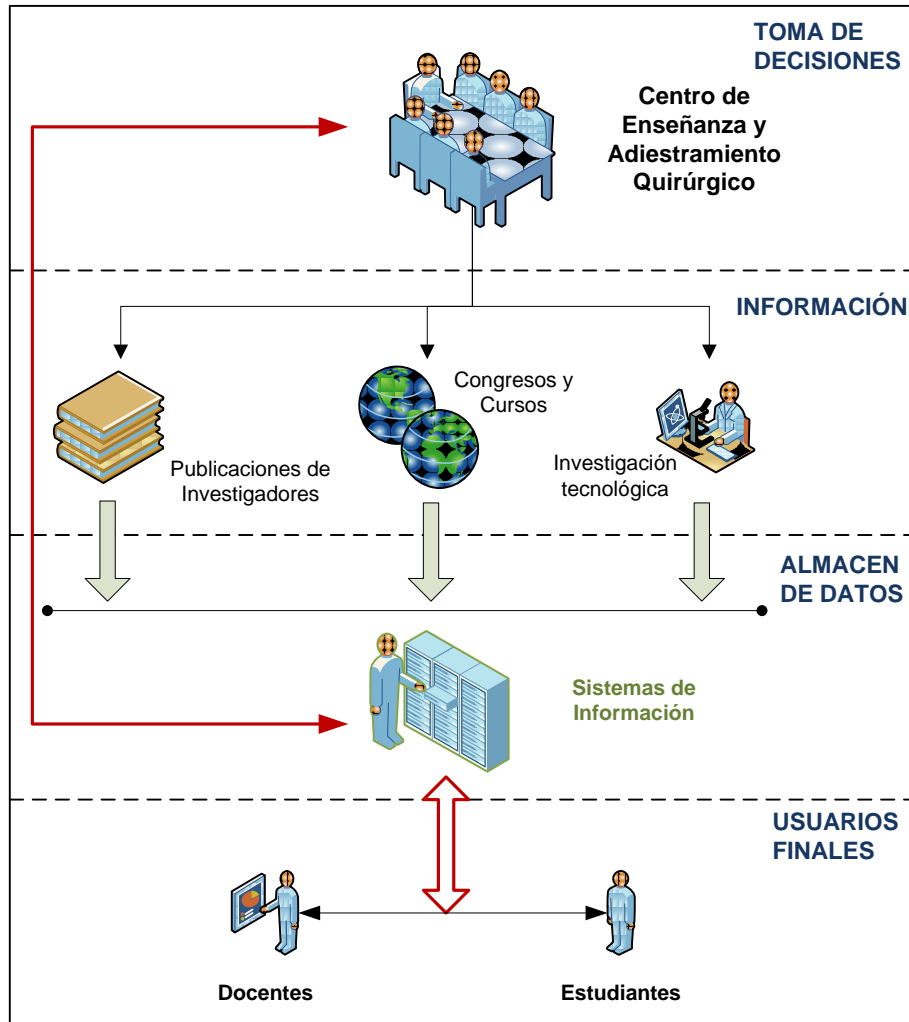 TOMA DE
DECISIONES
Centro de
Enseñanza y
Adiestramiento
Quirúrgico
INFORMACIÓN
Publicaciones de
Investigadores
Congresos y
Cursos
Investigación
tecnológica
ALMACEN
DE DATOS
Sistemas de
Información
USUARIOS
FINALES
Docentes
Estudiantes